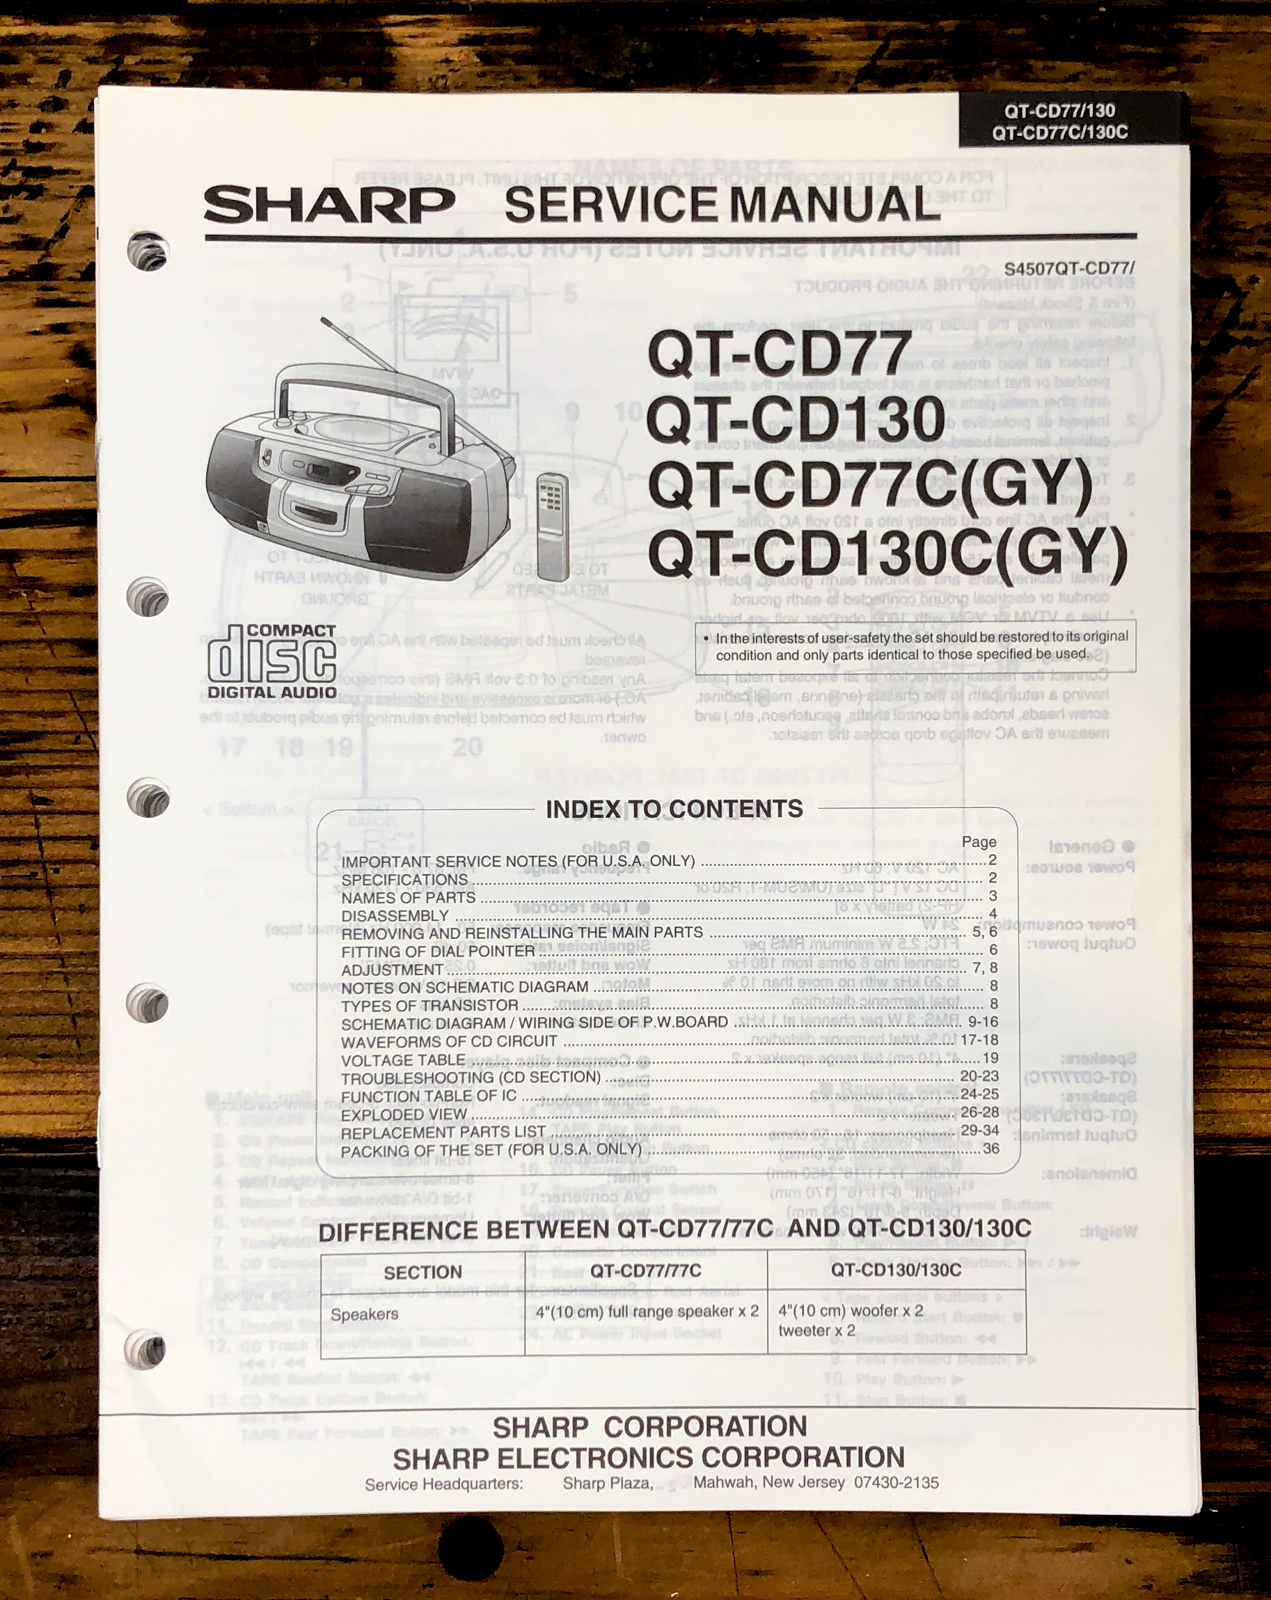 QT-CD77/130
QT-CD77C/130C
SHARP SERVICE MANUAL
S4507QT-CD77/
QT-CD77
QT-CD130
QT-CD77C(GY)
QT-CD130C(GY)
• In the interests of user-safety the set should be restored to its original
condition and only parts identical to those specified be used.
COMPACT
disc
DIGITAL AUDIO
INDEX TO CONTENTS
Page
IMPORTANT SERVICE NOTES (FOR U.S.A. ONLY) 2
SPECIFICATIONS 2
NAMES OF PARTS 3
DISASSEMBLY 4
REMOVING AND REINSTALLING THE MAIN PARTS 5, 6
FITTING OF DIAL POINTER 6
ADJUSTMENT 7, 8
NOTES ON SCHEMATIC DIAGRAM 8
TYPES OF TRANSISTOR 8
SCHEMATIC DIAGRAM / WIRING SIDE OF P.W.BOARD 9-16
WAVEFORMS OF CD CIRCUIT 17-18
VOLTAGE TABLE 19
TROUBLESHOOTING (CD SECTION) 20-23
FUNCTION TABLE OF IC 24-25
EXPLODED VIEW 26-28
REPLACEMENT PARTS LIST 29-34
PACKING OF THE SET (FOR U.S.A. ONLY) 36
DIFFERENCE BETWEEN QT-CD77/77C AND QT-CD130/130C
SECTION QT-CD77/77C QT-CD130/130C
Speakers 4"(10 cm) full range speaker x 2 4"(10 cm) woofer x 2
tweeter x 2
SHARP CORPORATION
SHARP ELECTRONICS CORPORATION
Service Headquarters: Sharp Plaza, Mahwah, New Jersey 07430-2135